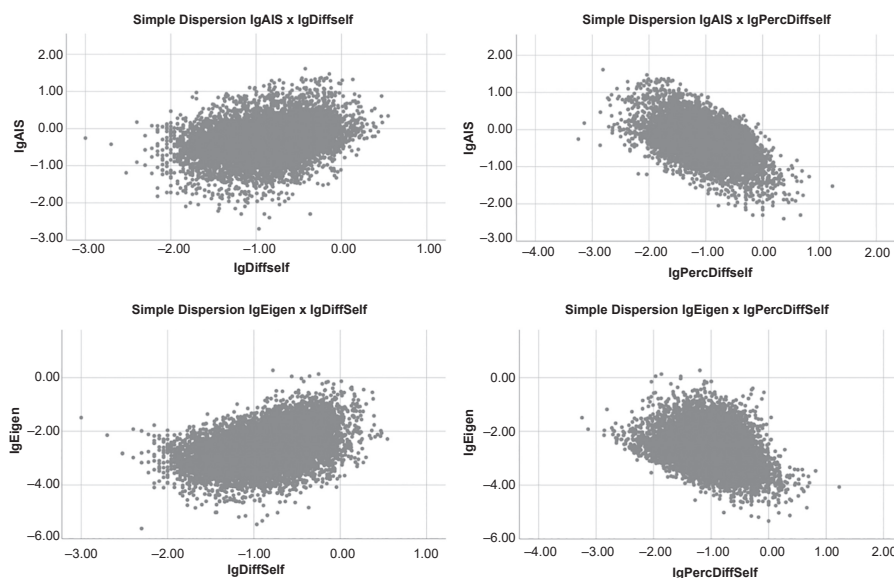 Simple Dispersion lgAIS x lgDiffself
2.00
1.00
0.00
–1.00
–2.00
–3.00
lgAIS
–3.00 –2.00 –1.00 0.00 1.00
lgDiffself
Simple Dispersion lgAIS x lgPercDiffself
2.00
1.00
0.00
–1.00
–2.00
–3.00
lgAIS
–4.00 –3.00 –2.00 –1.00 0.00 1.00 2.00
lgPercDiffself
Simple Dispersion lgEigen x lgDiffSelf
0.00
–2.00
–4.00
–6.00
lgEigen
–3.00 –2.00 –1.00 0.00 1.00
lgDiffSelf
Simple Dispersion lgEigen x lgPercDiffSelf
0.00
–2.00
–4.00
–6.00
lgEigen
–4.00 –3.00 –2.00 –1.00 0.00 1.00 2.00
lgPercDiffSelf